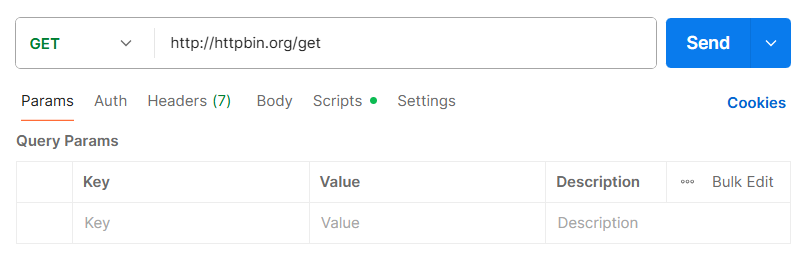 GET http://httpbin.org/get Send
Params Auth Headers (7) Body Scripts Settings Cookies
Query Params
Key Value Description Bulk Edit
Key Value Description